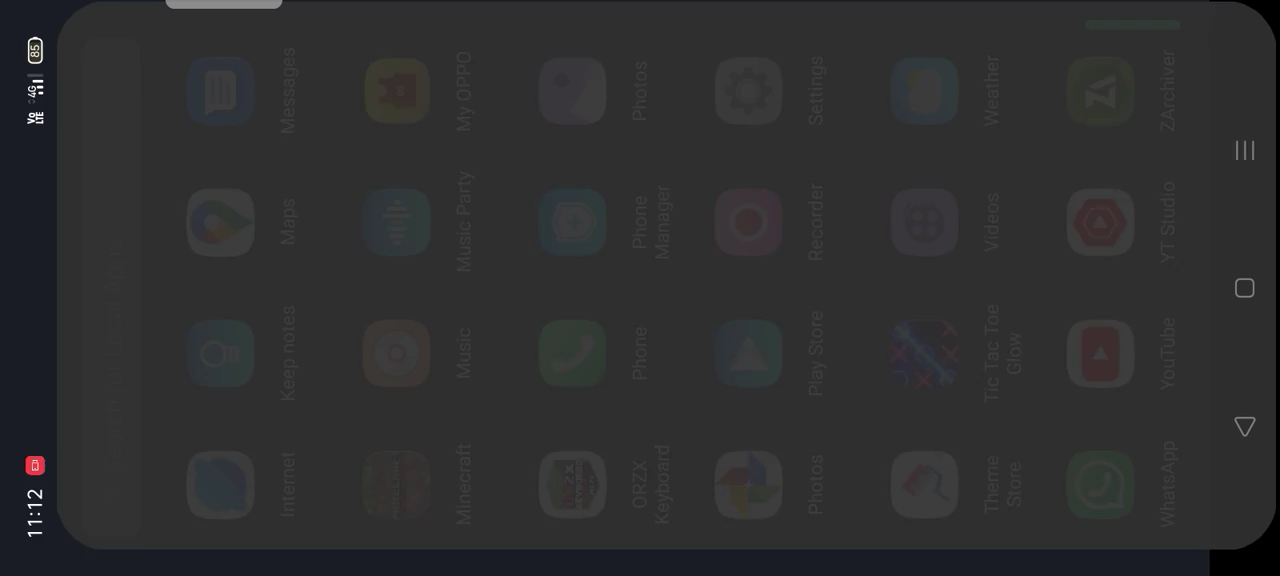 11:12
Vo
LTE
4G
85
Internet
Keep notes
Maps
Messages
Minecraft
Music
Music Party
My OPPO
ORZX
Keyboard
Phone
Phone
Manager
Photos
Photos
Play Store
Recorder
Settings
Theme
Store
Tic Tac Toe
Glow
Videos
Weather
WhatsApp
YouTube
YT Studio
ZArchiver